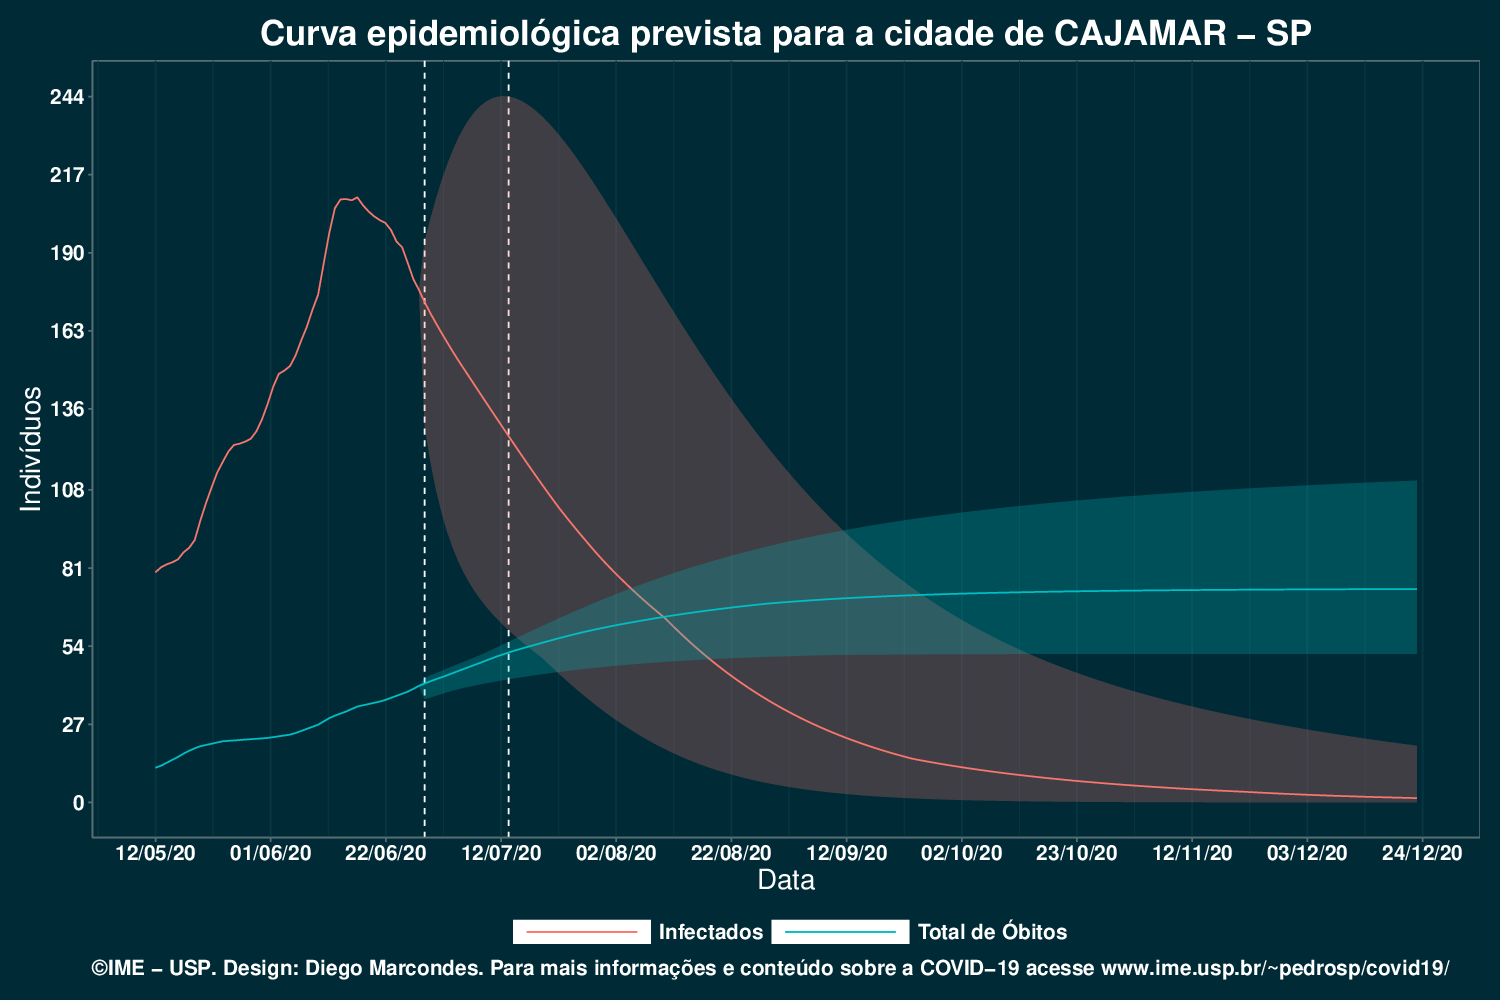 Curva epidemiológica prevista para a cidade de CAJAMAR – SP
Indivíduos
244
217
190
163
136
108
81
54
27
0
12/05/20 01/06/20 22/06/20 12/07/20 02/08/20 22/08/20 12/09/20 02/10/20 23/10/20 12/11/20 03/12/20 24/12/20
Data
Infectados Total de Óbitos
©IME – USP. Design: Diego Marcondes. Para mais informações e conteúdo sobre a COVID–19 acesse www.ime.usp.br/~pedrosp/covid19/